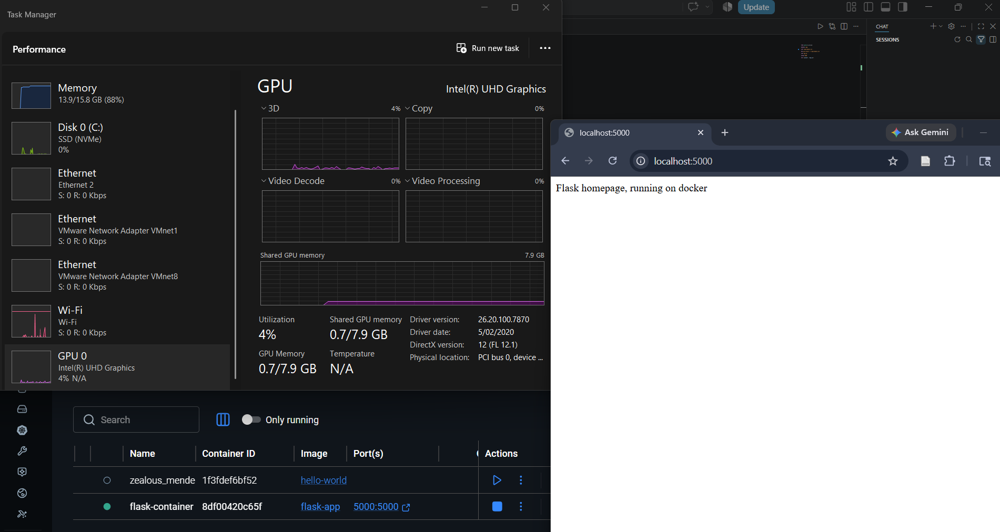 Task Manager
Performance
Run new task
Memory
13.9/15.8 GB (88%)
Disk 0 (C:)
SSD (NVMe)
0%
Ethernet
Ethernet 2
S: 0 R: 0 Kbps
Ethernet
VMware Network Adapter VMnet1
S: 0 R: 0 Kbps
Ethernet
VMware Network Adapter VMnet8
S: 0 R: 0 Kbps
Wi-Fi
Wi-Fi
S: 0 R: 0 Kbps
GPU 0
Intel(R) UHD Graphics
4% N/A
GPU
Intel(R) UHD Graphics
3D 4%
Copy 0%
Video Decode 0%
Video Processing 0%
Shared GPU memory 7.9 GB
Utilization
4%
Shared GPU memory
0.7/7.9 GB
GPU Memory
0.7/7.9 GB
Temperature
N/A
Driver version: 26.20.100.7870
Driver date: 5/02/2020
DirectX version: 12 (FL 12.1)
Physical location: PCI bus 0, device ...
Update
CHAT
SESSIONS
localhost:5000
Ask Gemini
localhost:5000
Flask homepage, running on docker
Search
Only running
Name Container ID Image Port(s) Actions
zealous_mende 1f3fdef6bf52 hello-world
flask-container 8df00420c65f flask-app 5000:5000